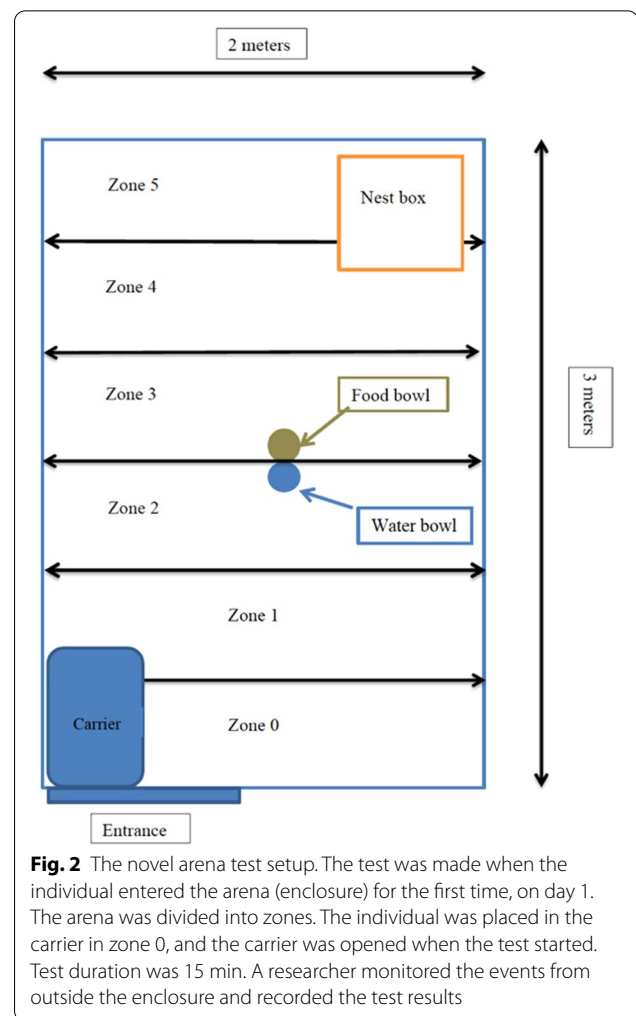 2 meters
Zone 5
Nest box
Zone 4
Zone 3
Food bowl
3 meters
Zone 2
Water bowl
Zone 1
Carrier
Zone 0
Entrance
Fig. 2 The novel arena test setup. The test was made when the
individual entered the arena (enclosure) for the first time, on day 1.
The arena was divided into zones. The individual was placed in the
carrier in zone 0, and the carrier was opened when the test started.
Test duration was 15 min. A researcher monitored the events from
outside the enclosure and recorded the test results